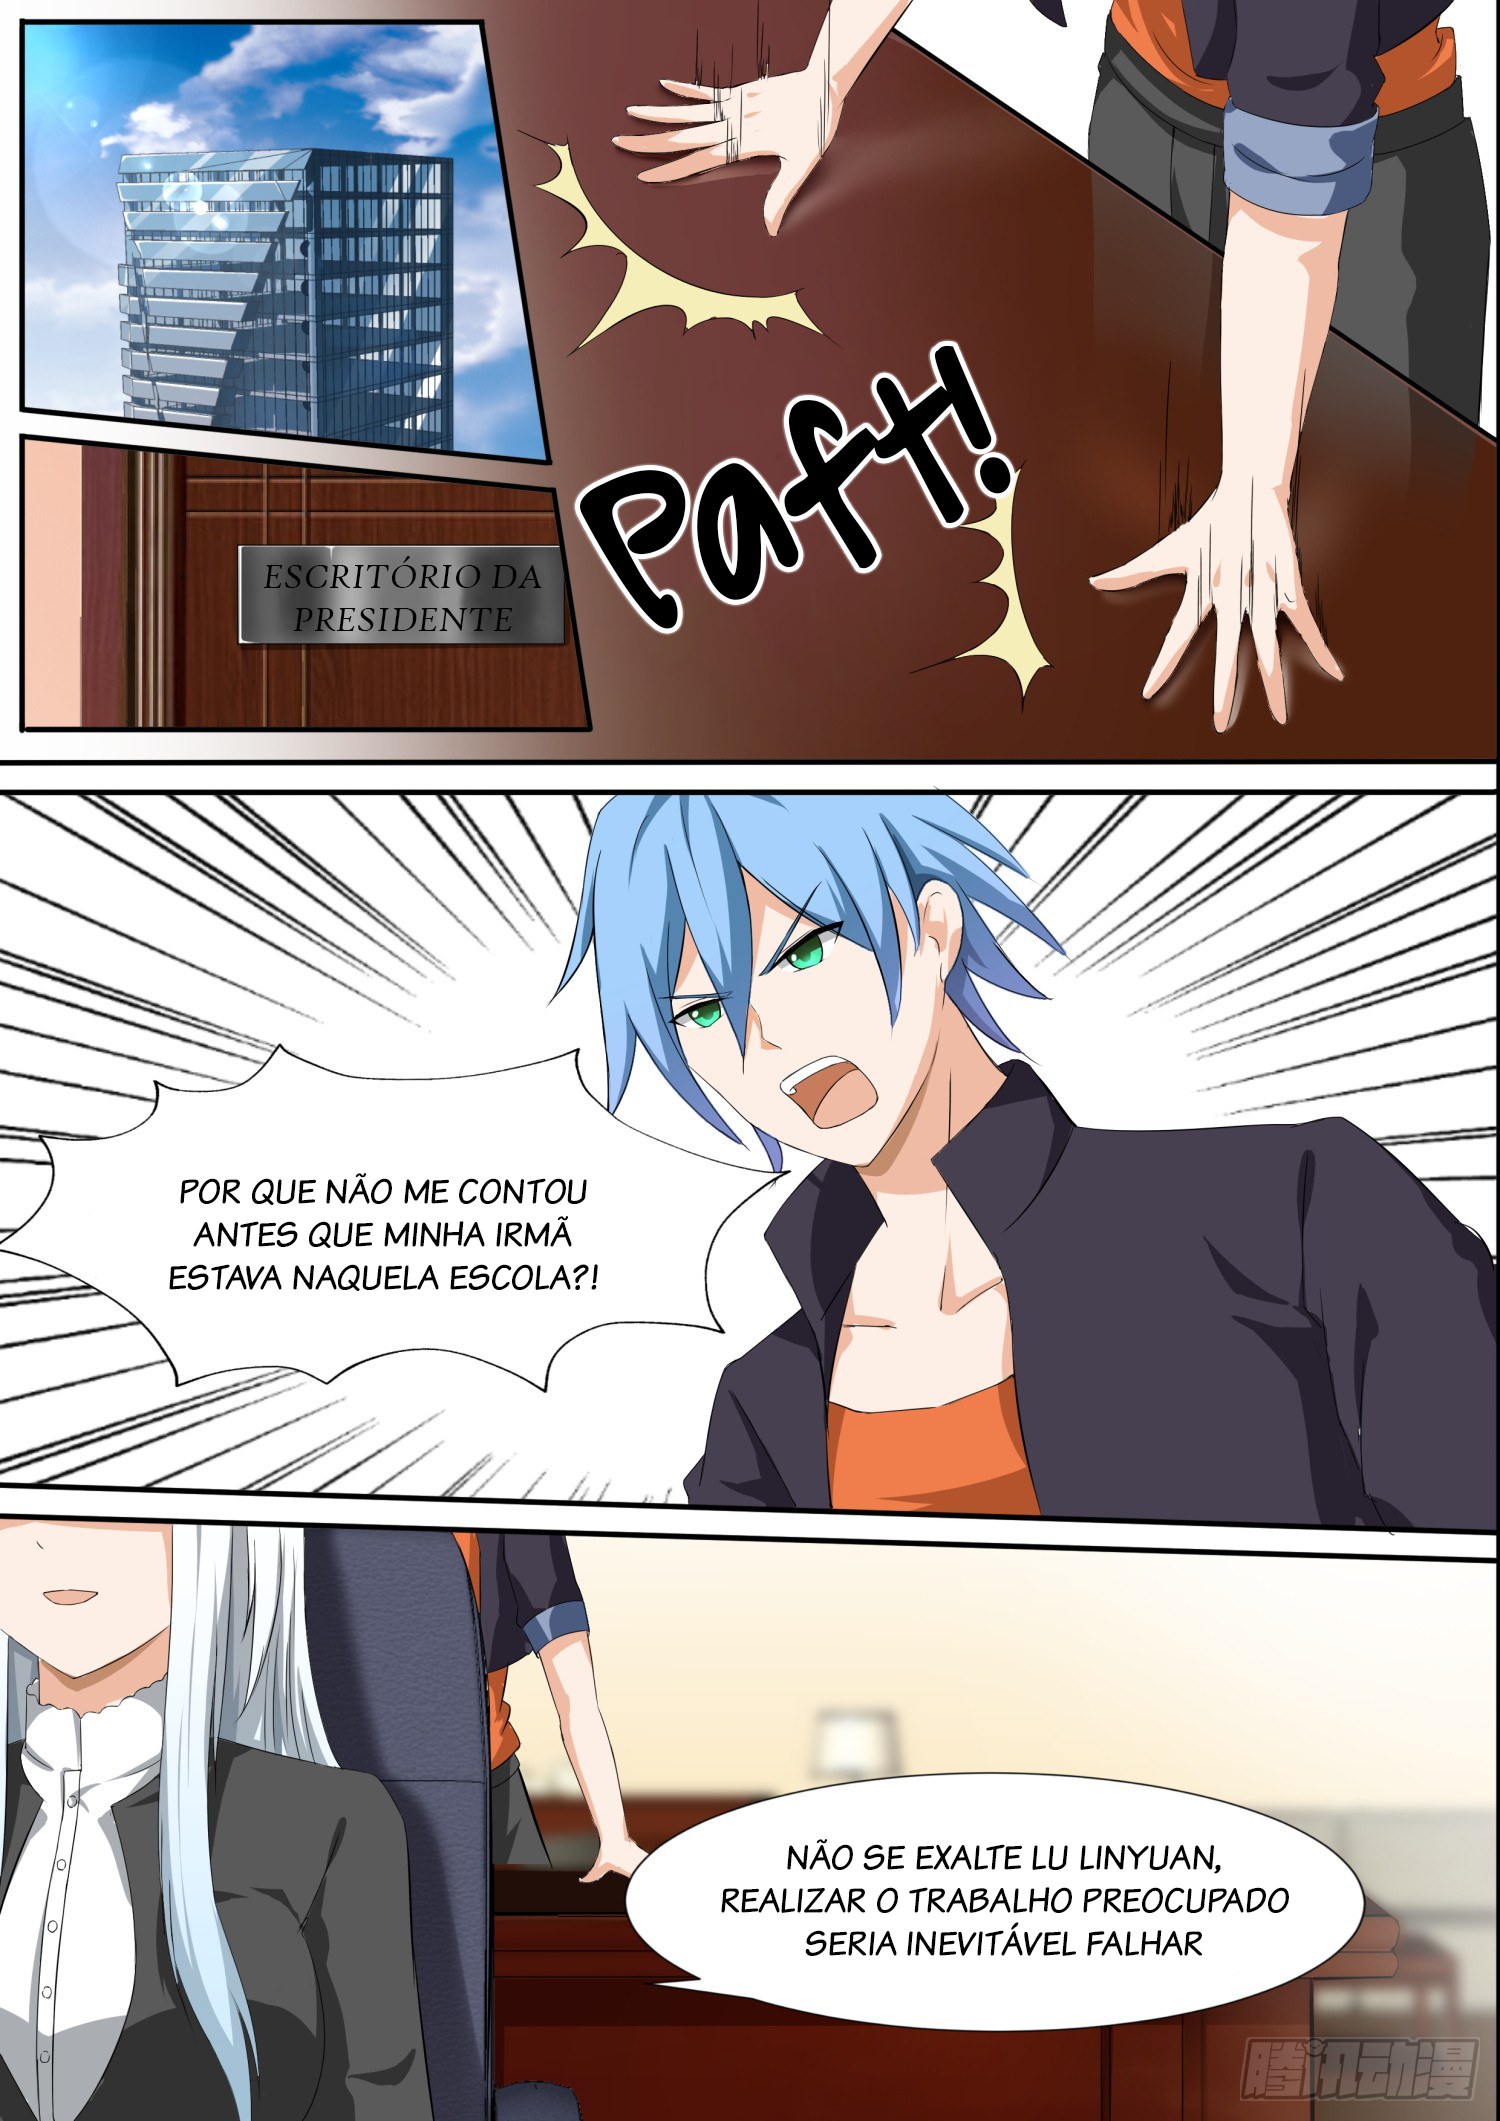 Paft!
ESCRITÓRIO DA
PRESIDENTE
POR QUE NÃO ME CONTOU
ANTES QUE MINHA IRMÃ
ESTAVA NAQUELA ESCOLA?!
NÃO SE EXALTE LU LINYUAN,
REALIZAR O TRABALHO PREOCUPADO
SERIA INEVITÁVEL FALHAR
腾讯动漫